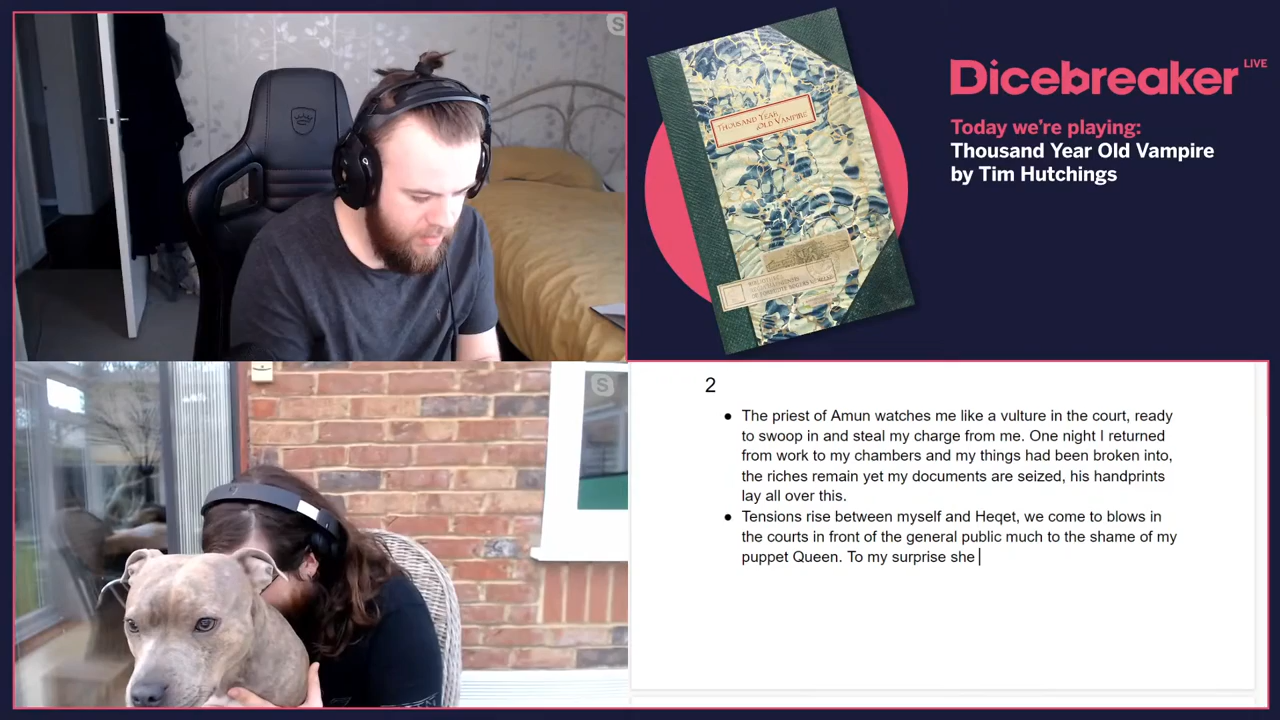 Dicebreaker LIVE
Today we're playing:
Thousand Year Old Vampire
by Tim Hutchings
THOUSAND YEAR
OLD VAMPIRE
2
• The priest of Amun watches me like a vulture in the court, ready
to swoop in and steal my charge from me. One night I returned
from work to my chambers and my things had been broken into,
the riches remain yet my documents are seized, his handprints
lay all over this.
• Tensions rise between myself and Heqet, we come to blows in
the courts in front of the general public much to the shame of my
puppet Queen. To my surprise she